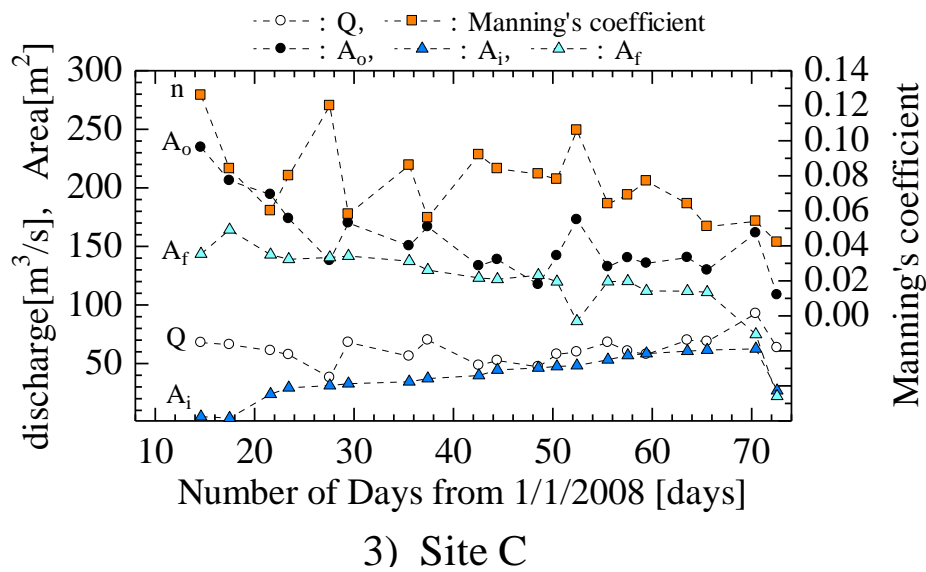 : Q, : Manning's coefficient
: Ao, : Ai, : Af
discharge[m³/s], Area[m²]
300
250
200
150
100
50
n
Ao
Af
Q
Ai
0.14
0.12
0.10
0.08
0.06
0.04
0.02
0.00
Manning's coefficient
10 20 30 40 50 60 70
Number of Days from 1/1/2008 [days]
3) Site C